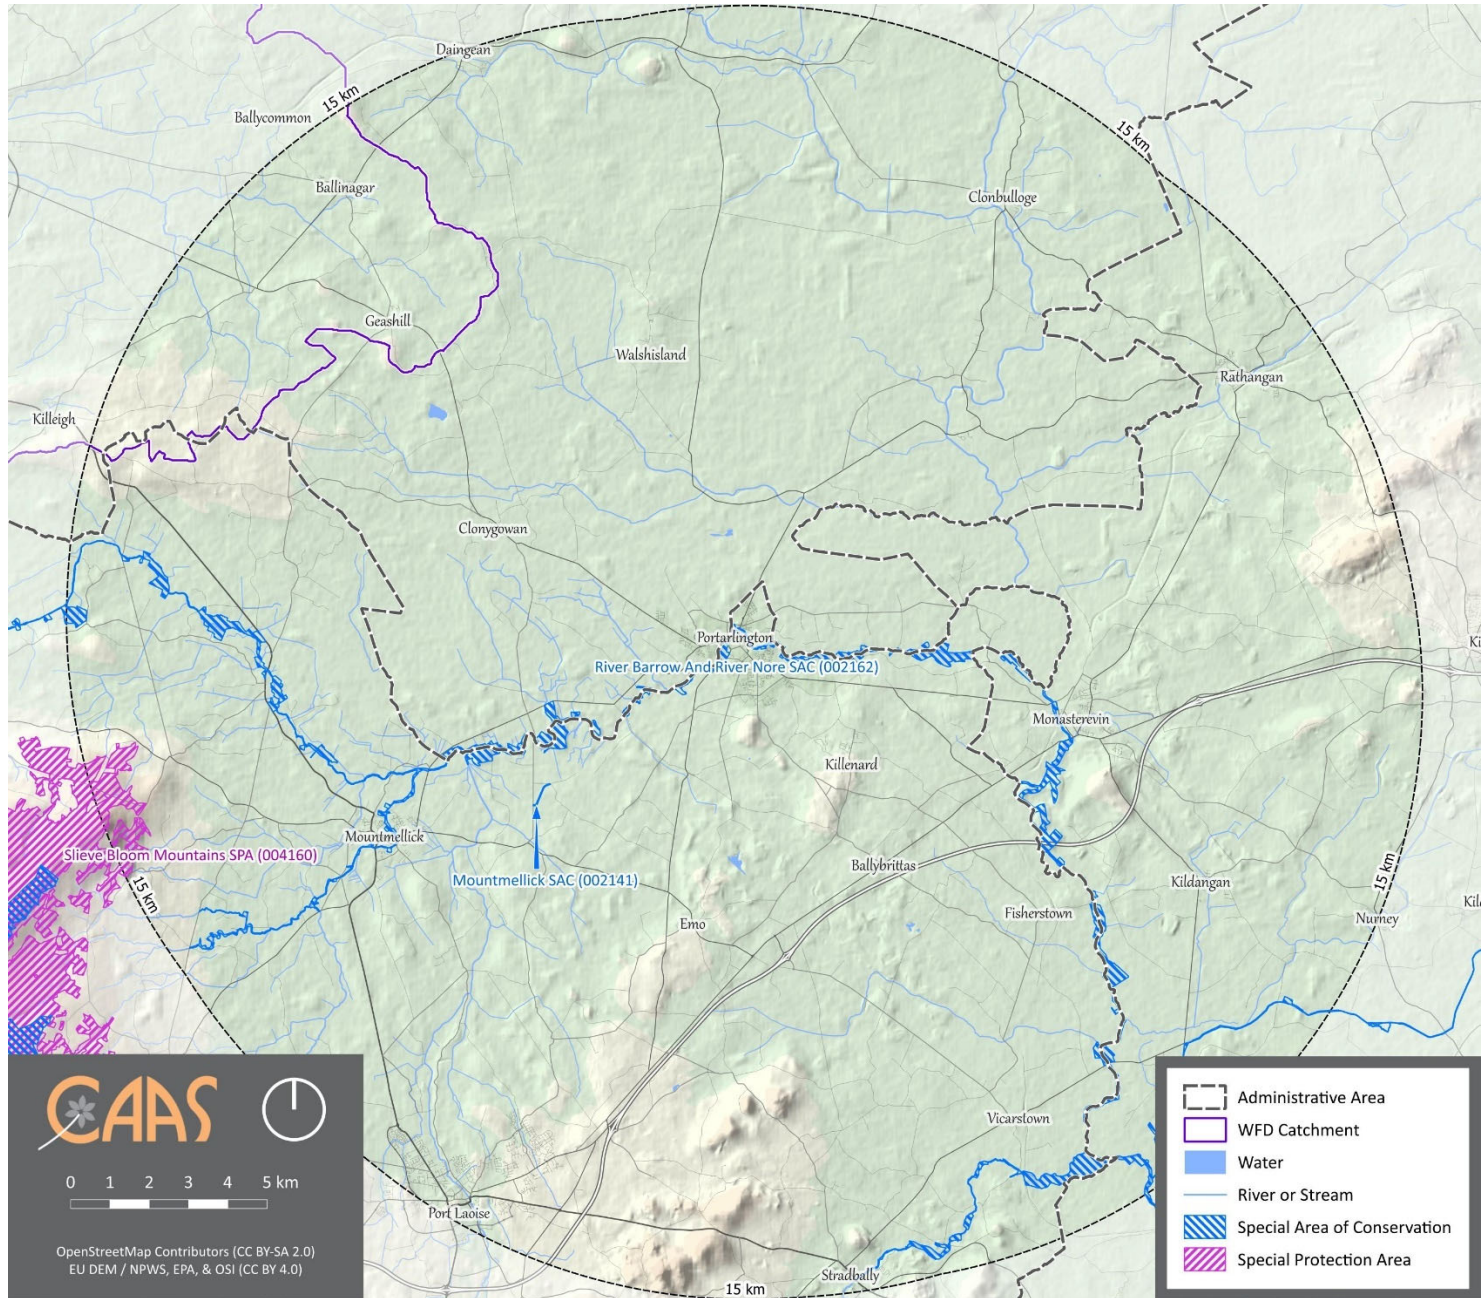 Daingean
15 km
Ballycommon
15 km
Ballinagar
Clonbulloge
Geashill
Walshisland
Rathangan
Killeigh
Clonygowan
Portarlington
River Barrow And River Nore SAC (002162)
Monasterevin
Killenard
Mountmellick
Slieve Bloom Mountains SPA (004160)
Ballybrittas
15 km
Mountmellick SAC (002141)
Kildangan
15 km
Fisherstown
Nurney
Emo
Vicarstown
Port Laoise
Stradbally
15 km
CAAS
0 1 2 3 4 5 km
OpenStreetMap Contributors (CC BY-SA 2.0)
EU DEM / NPWS, EPA, & OSI (CC BY 4.0)
Administrative Area
WFD Catchment
Water
River or Stream
Special Area of Conservation
Special Protection Area